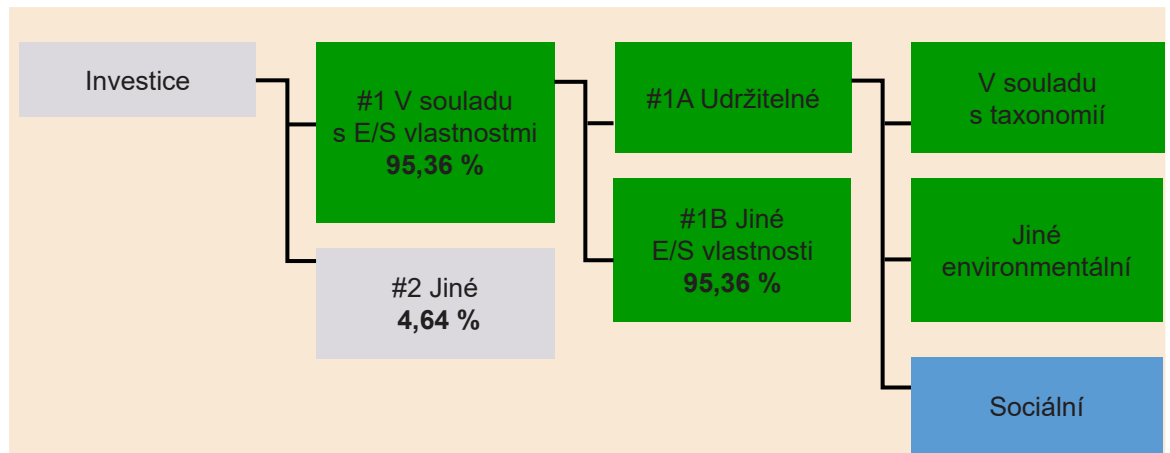 Investice
#1 V souladu
s E/S vlastnostmi
95,36 %
#2 Jiné
4,64 %
#1A Udržitelné
#1B Jiné
E/S vlastnosti
95,36 %
V souladu
s taxonomií
Jiné
environmentální
Sociální